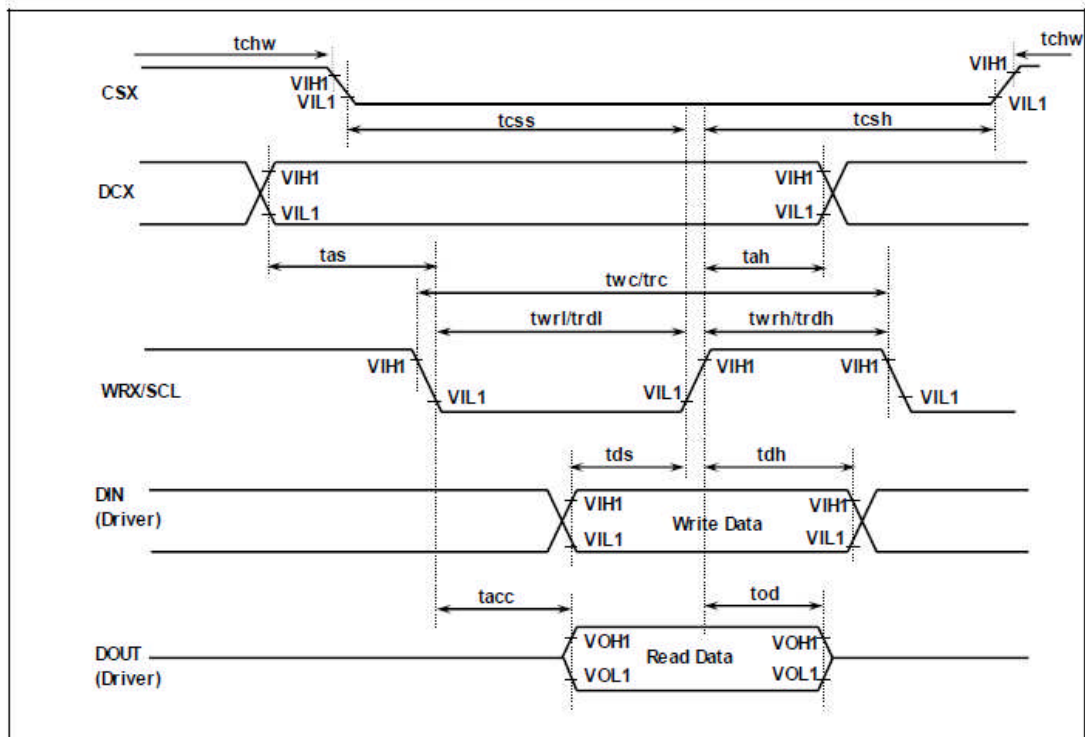 tchw
tchw
VIH1
VIH1
CSX
VIL1
VIL1
tcss
tcsh
VIH1
VIH1
DCX
VIL1
VIL1
tas
tah
twc/trc
twrl/trdl
twrh/trdh
VIH1
VIH1
VIH1
WRX/SCL
VIL1
VIL1
VIL1
tds
tdh
DIN
(Driver)
VIH1
VIH1
Write Data
VIL1
VIL1
tacc
tod
VOH1
VOH1
DOUT
(Driver)
Read Data
VOL1
VOL1